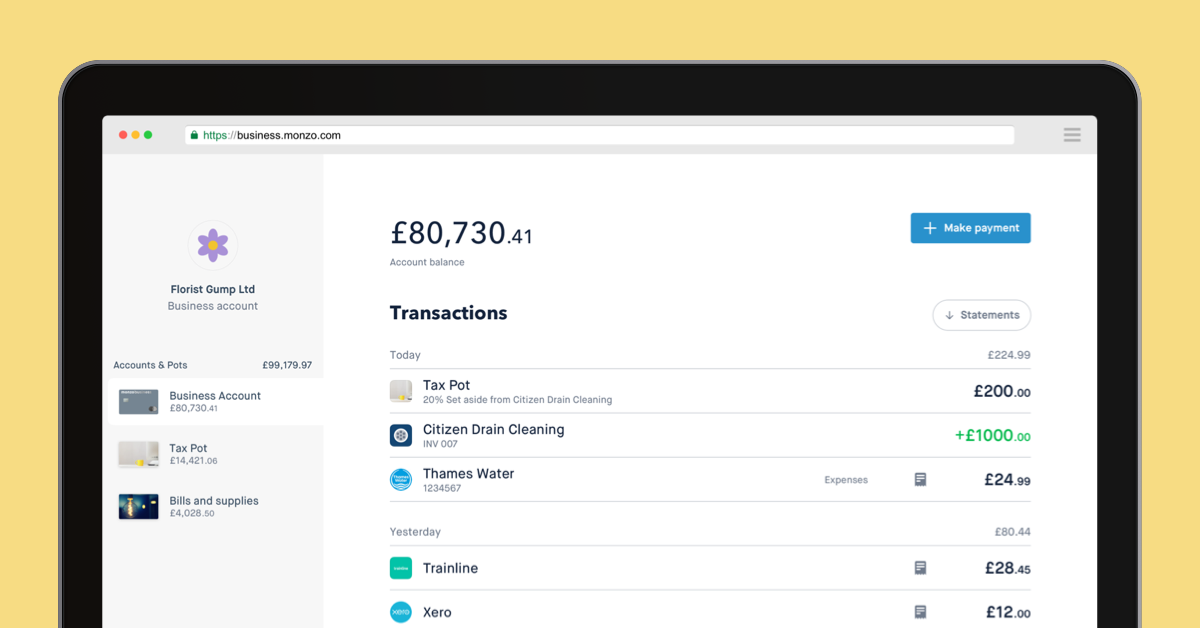 https://business.monzo.com
Florist Gump Ltd
Business account
Accounts & Pots £99,179.97
Business Account
£80,730.41
Tax Pot
£14,421.06
Bills and supplies
£4,028.50
£80,730.41
Account balance
Make payment
Transactions
Statements
Today £224.99
Tax Pot
20% Set aside from Citizen Drain Cleaning
£200.00
Citizen Drain Cleaning
INV 007
+£1000.00
Thames Water
1234567
Expenses
£24.99
Yesterday £80.44
Trainline £28.45
xero
Xero £12.00